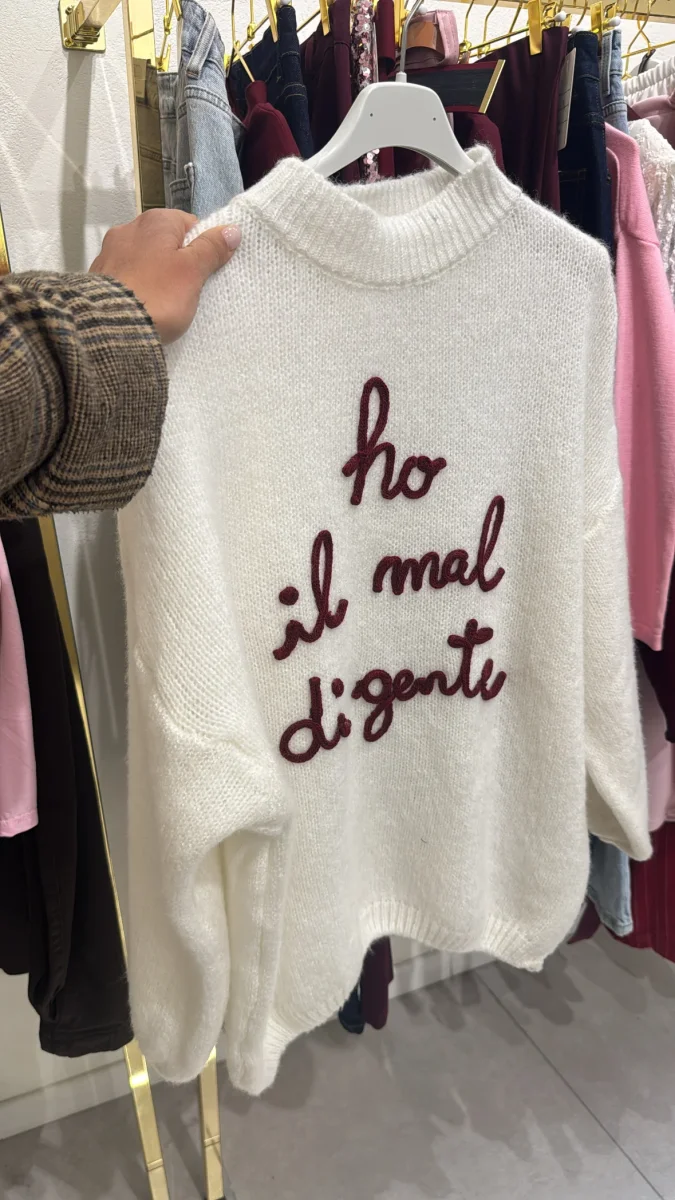 ho
il mal
di gente